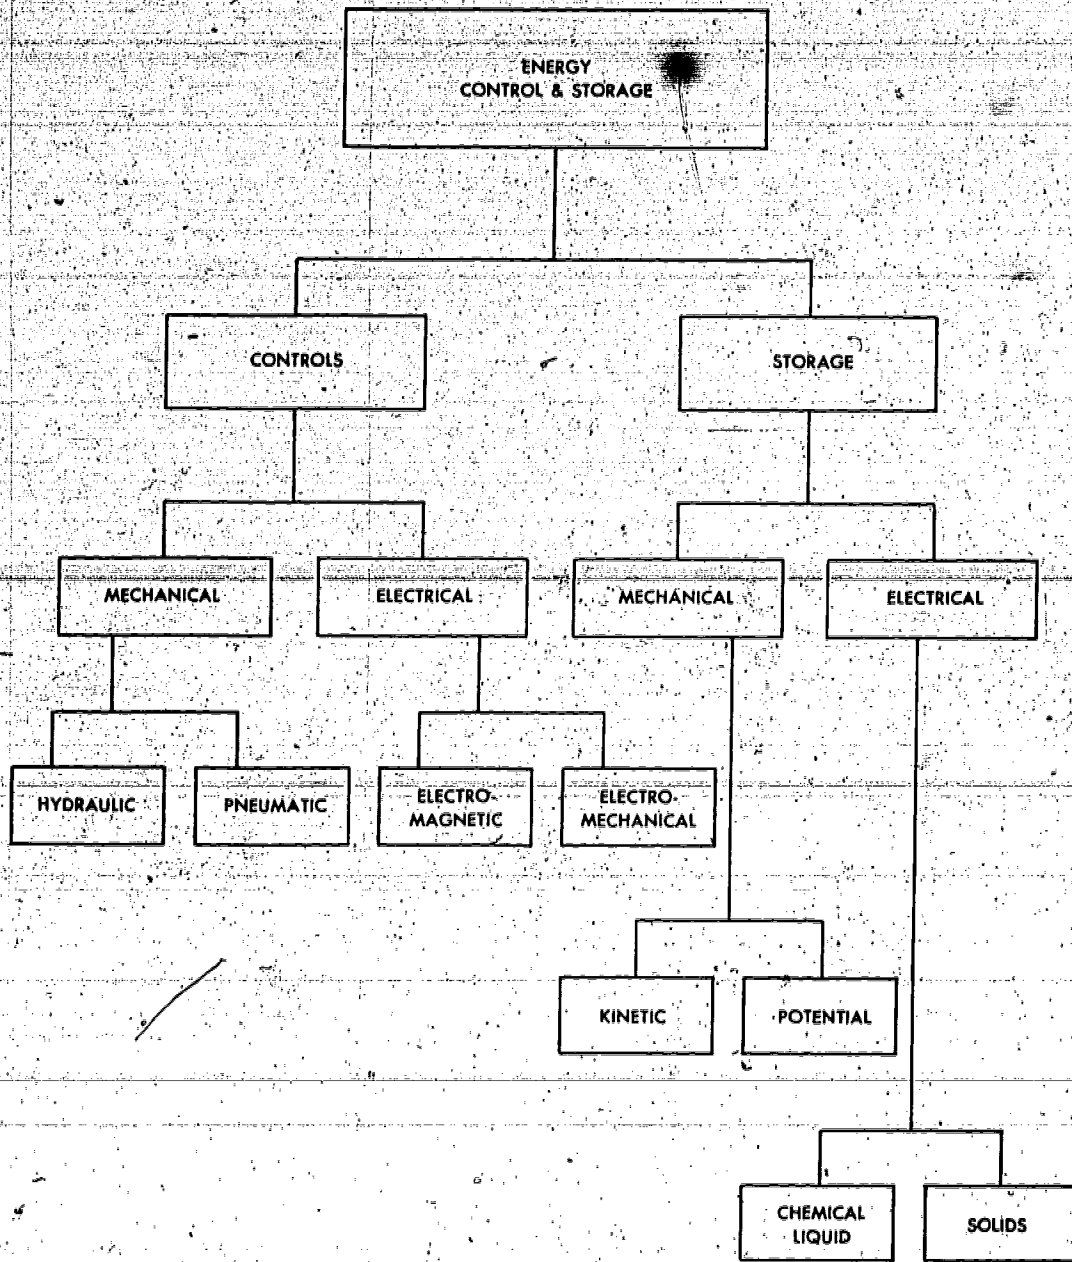 ENERGY
CONTROL & STORAGE
CONTROLS
STORAGE
MECHANICAL
ELECTRICAL
MECHANICAL
ELECTRICAL
HYDRAULIC
PNEUMATIC
ELECTRO-
MAGNETIC
ELECTRO-
MECHANICAL
KINETIC
POTENTIAL
CHEMICAL
LIQUID
SOLIDS